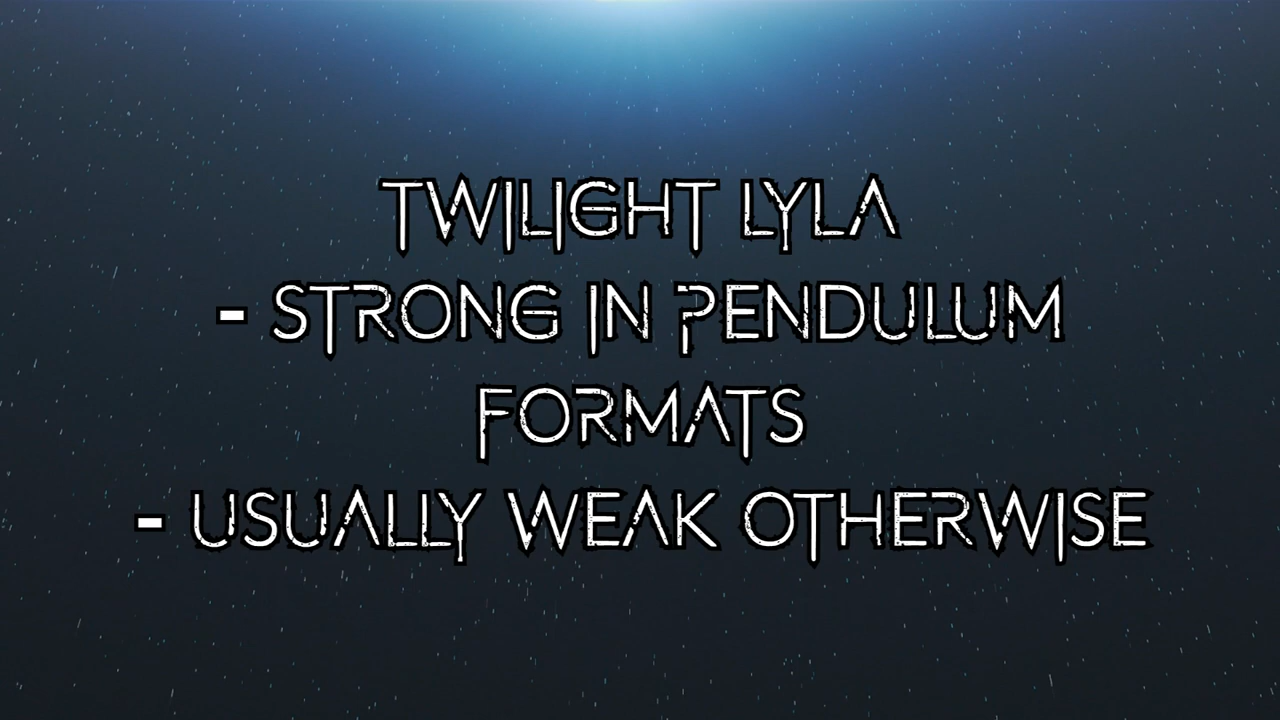 TWILIGHT LYLA
- STRONG IN PENDULUM
FORMATS
- USUALLY WEAK OTHERWISE